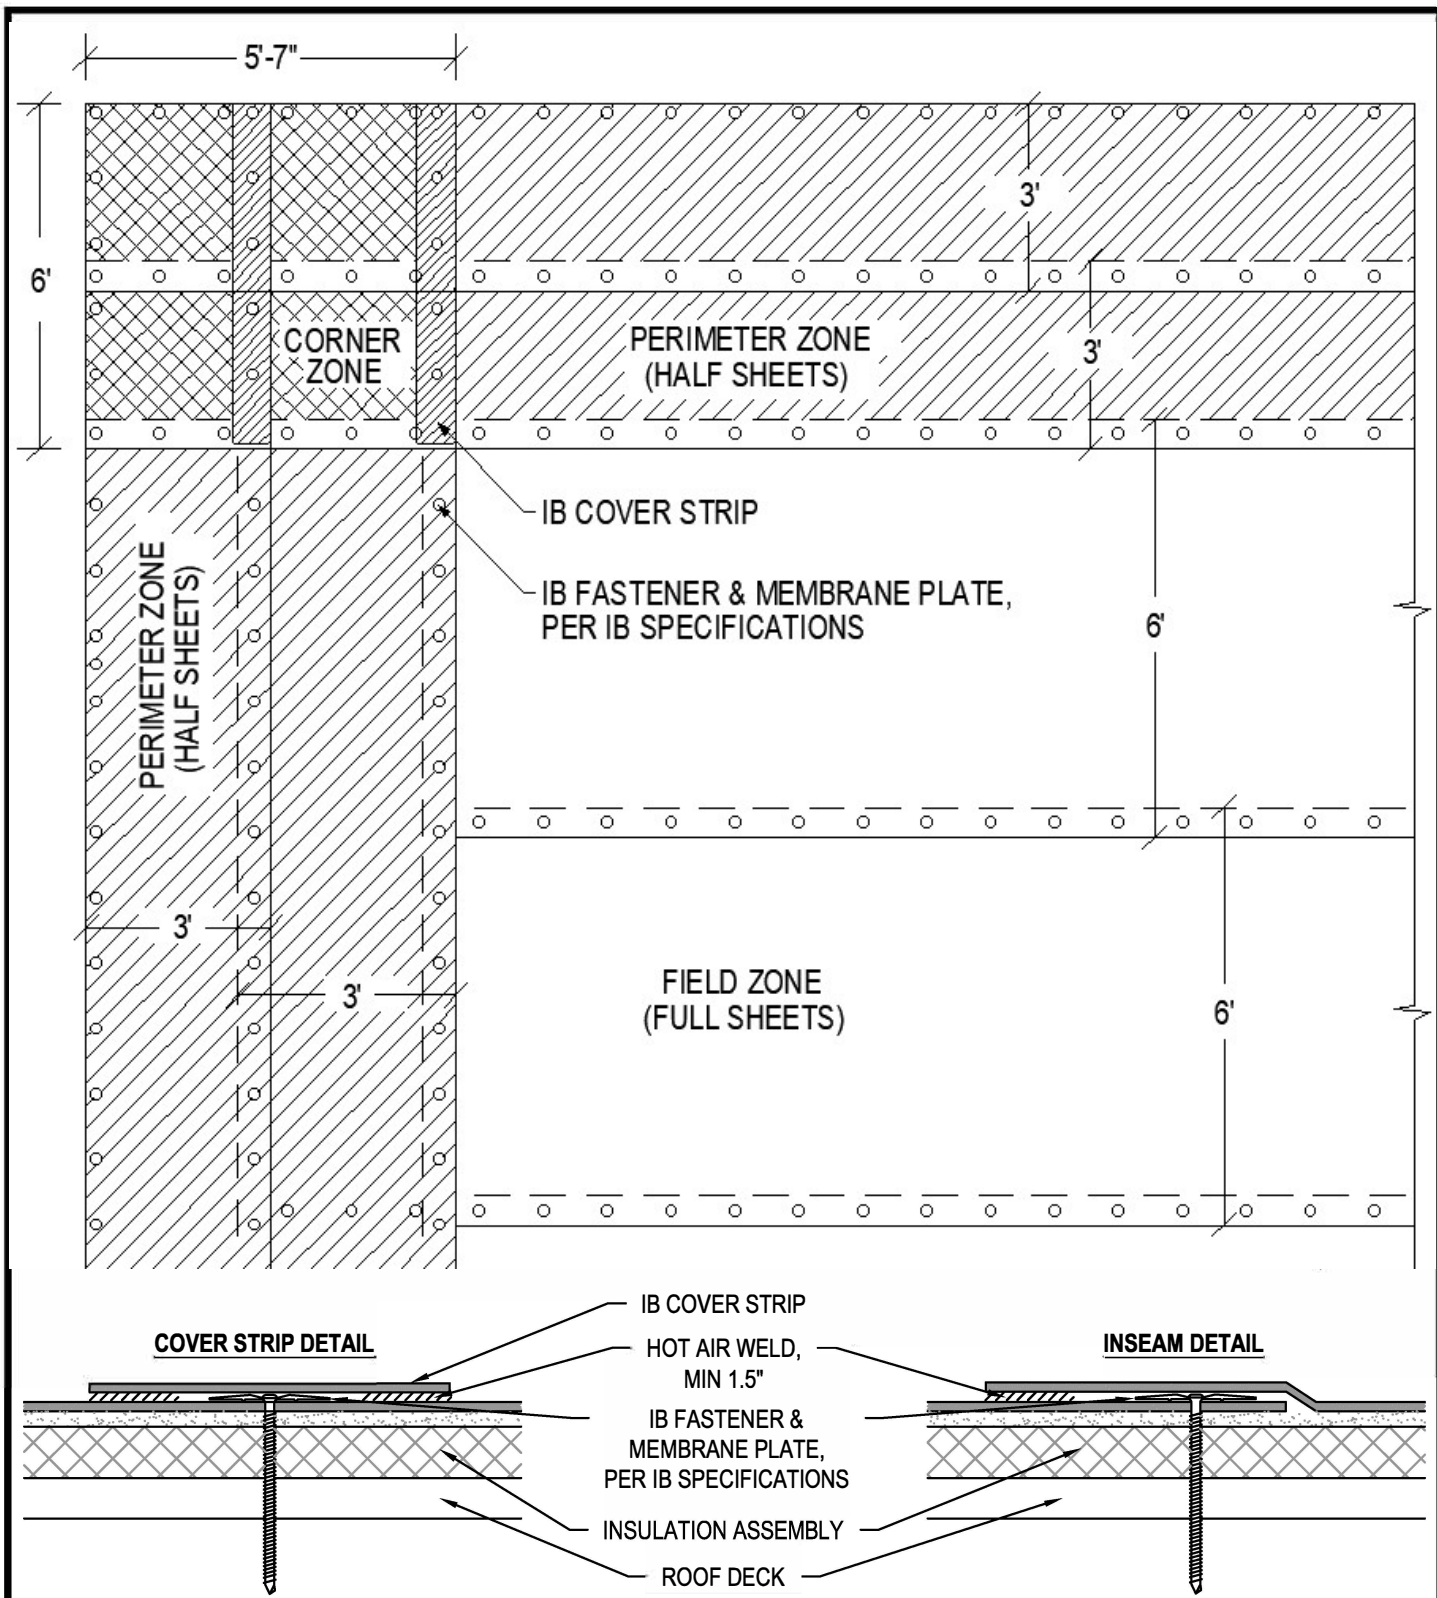 5'-7"
3'
6'
CORNER
ZONE
PERIMETER ZONE
(HALF SHEETS)
3'
IB COVER STRIP
IB FASTENER & MEMBRANE PLATE,
PER IB SPECIFICATIONS
6'
PERIMETER ZONE
(HALF SHEETS)
3'
3'
FIELD ZONE
(FULL SHEETS)
6'
IB COVER STRIP
COVER STRIP DETAIL
HOT AIR WELD,
MIN 1.5"
INSEAM DETAIL
IB FASTENER &
MEMBRANE PLATE,
PER IB SPECIFICATIONS
INSULATION ASSEMBLY
ROOF DECK